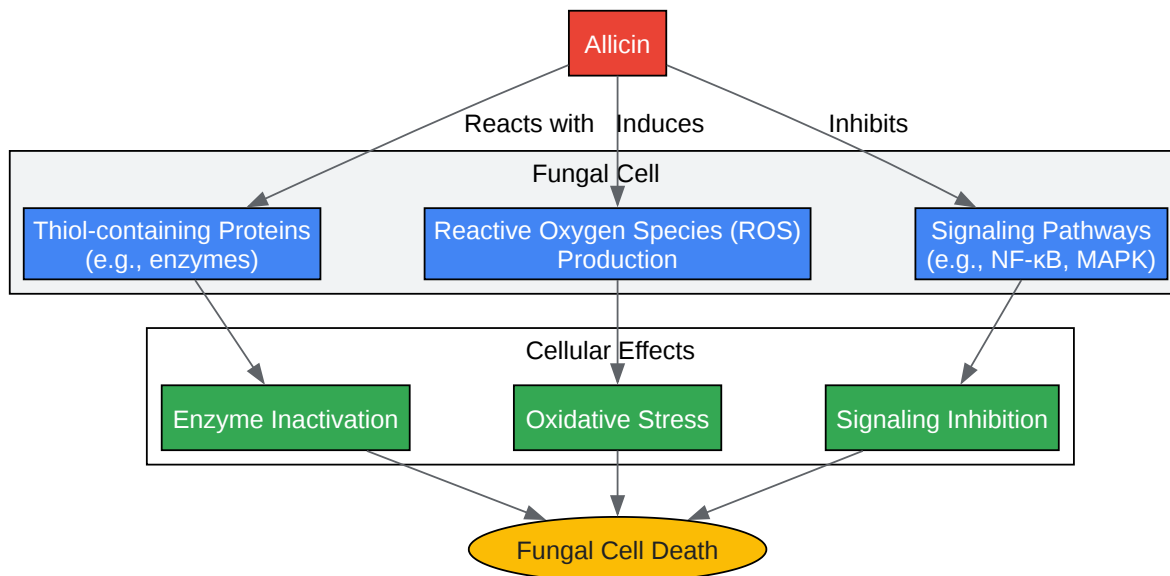 Allicin
Reacts with
Induces
Inhibits
Fungal Cell
Thiol-containing Proteins
(e.g., enzymes)
Reactive Oxygen Species (ROS)
Production
Signaling Pathways
(e.g., NF-κB, MAPK)
Cellular Effects
Enzyme Inactivation
Oxidative Stress
Signaling Inhibition
Fungal Cell Death